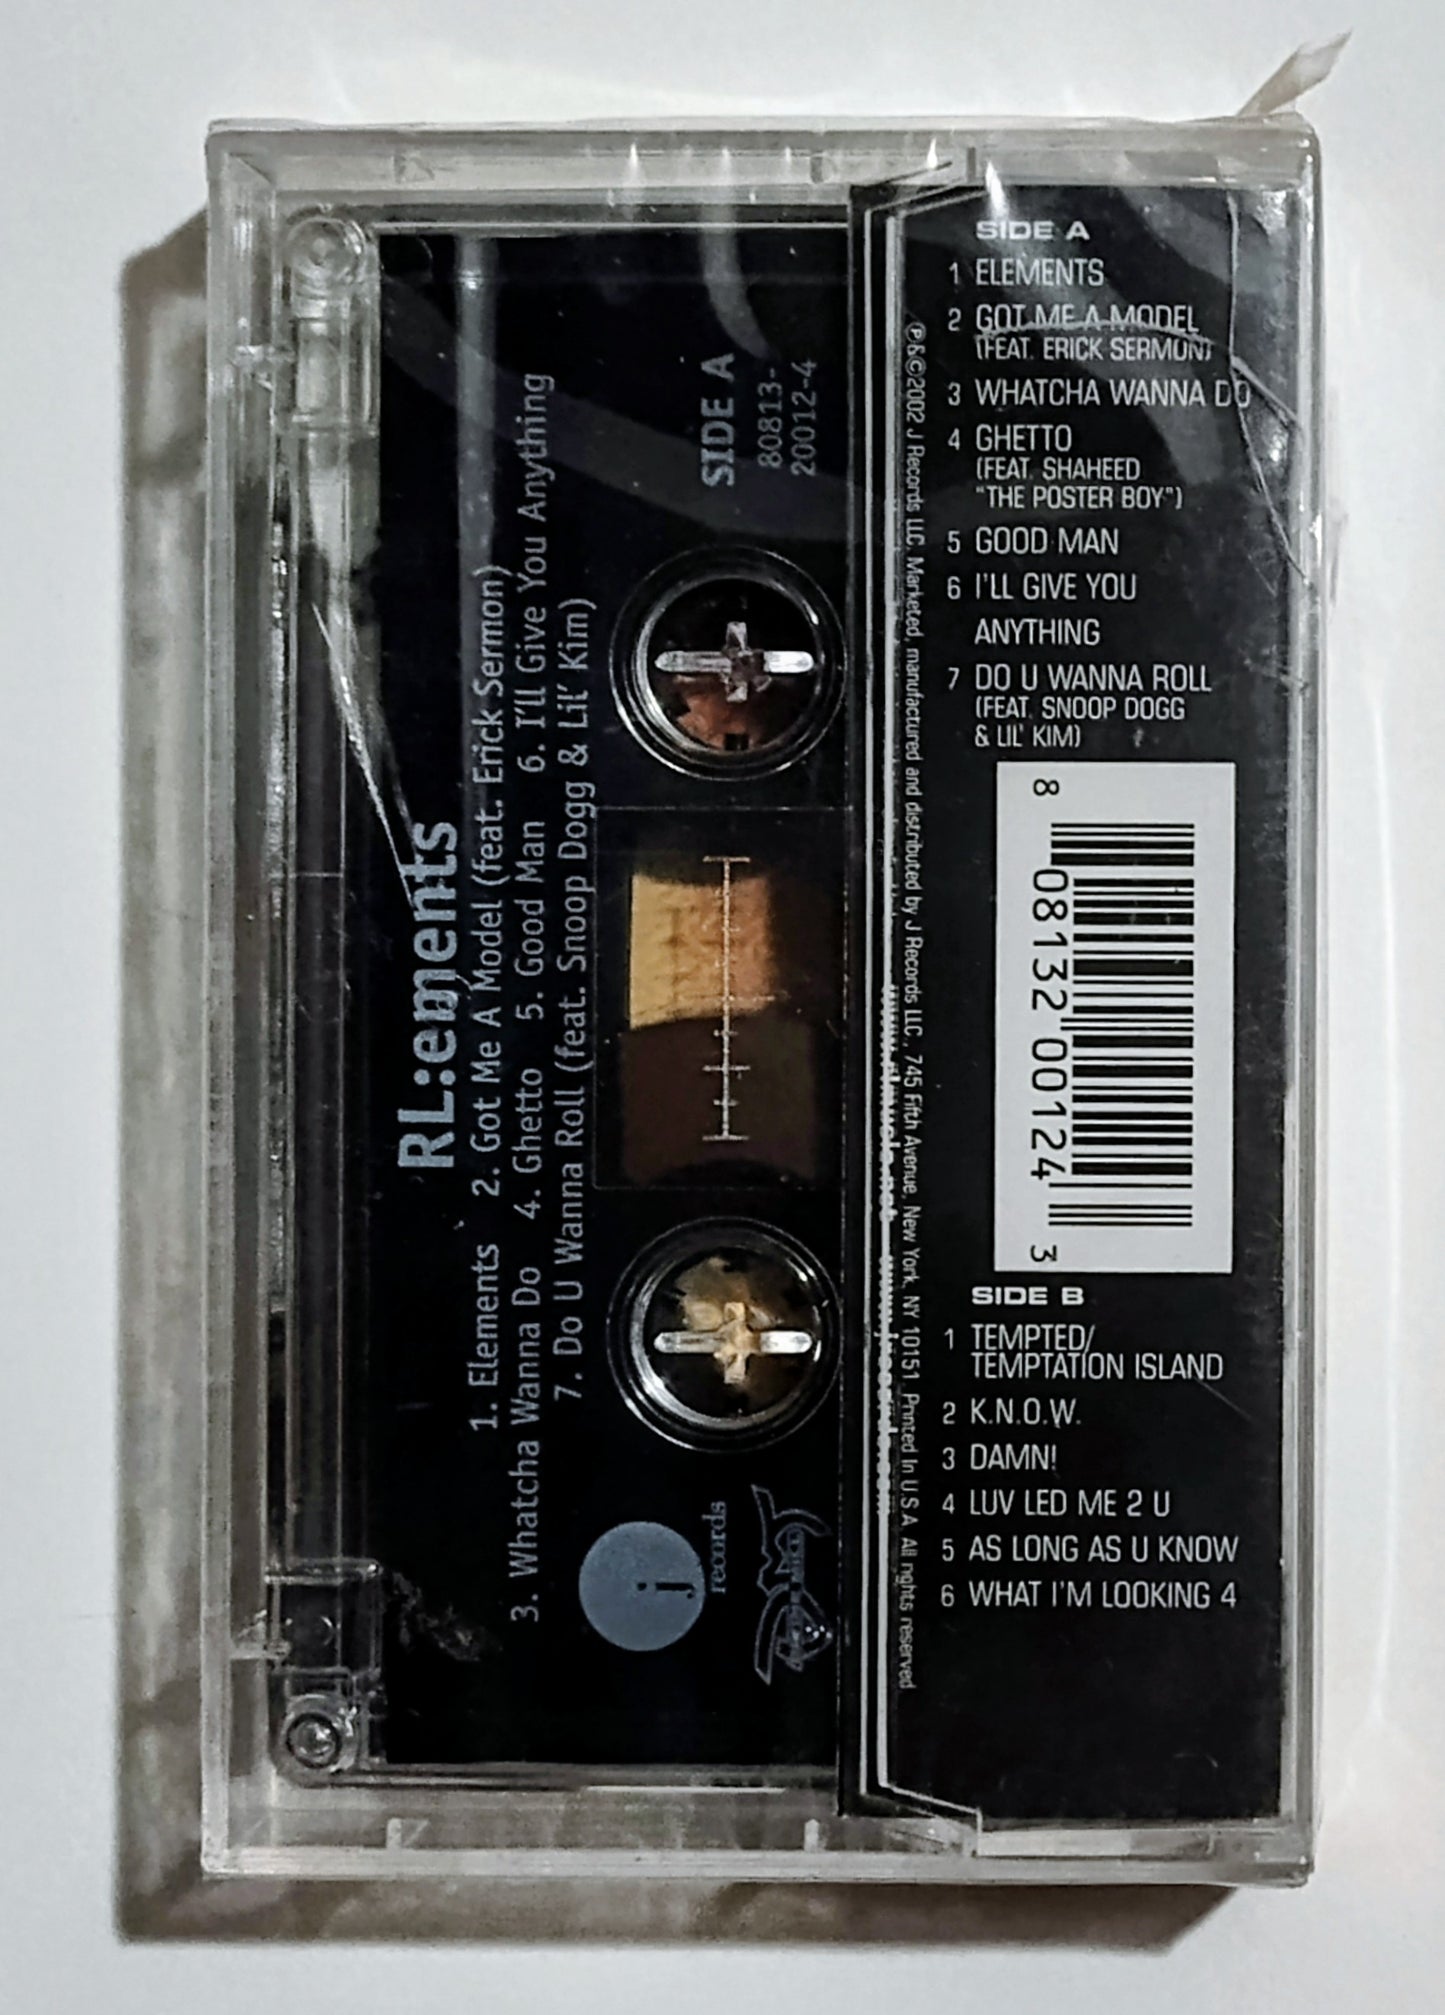 SIDE A
1 ELEMENTS
2 GOT ME A MODEL
(FEAT. ERICK SERMON)
3 WHATCHA WANNA DO
4 GHETTO
(FEAT. SHAHEED
"THE POSTER BOY")
5 GOOD MAN
6 I'LL GIVE YOU
ANYTHING
7 DO U WANNA ROLL
(FEAT. SNOOP DOGG
& LIL' KIM)
8 08132 00124 3
SIDE B
1 TEMPTED/
TEMPTATION ISLAND
2 K.N.O.W.
3 DAMN!
4 LUV LED ME 2 U
5 AS LONG AS U KNOW
6 WHAT I'M LOOKING 4
℗&©2002 J Records LLC. Marketed, manufactured and distributed by J Records LLC., 745 Fifth Avenue, New York, NY 10151. Printed In U.S.A. All rights reserved
RL:ements
1. Elements 2. Got Me A Model (feat. Erick Sermon)
3. Whatcha Wanna Do 4. Ghetto 5. Good Man 6. I'll Give You Anything
7. Do U Wanna Roll (feat. Snoop Dogg & Lil' Kim)
SIDE A
80813-
20012-4
j
records